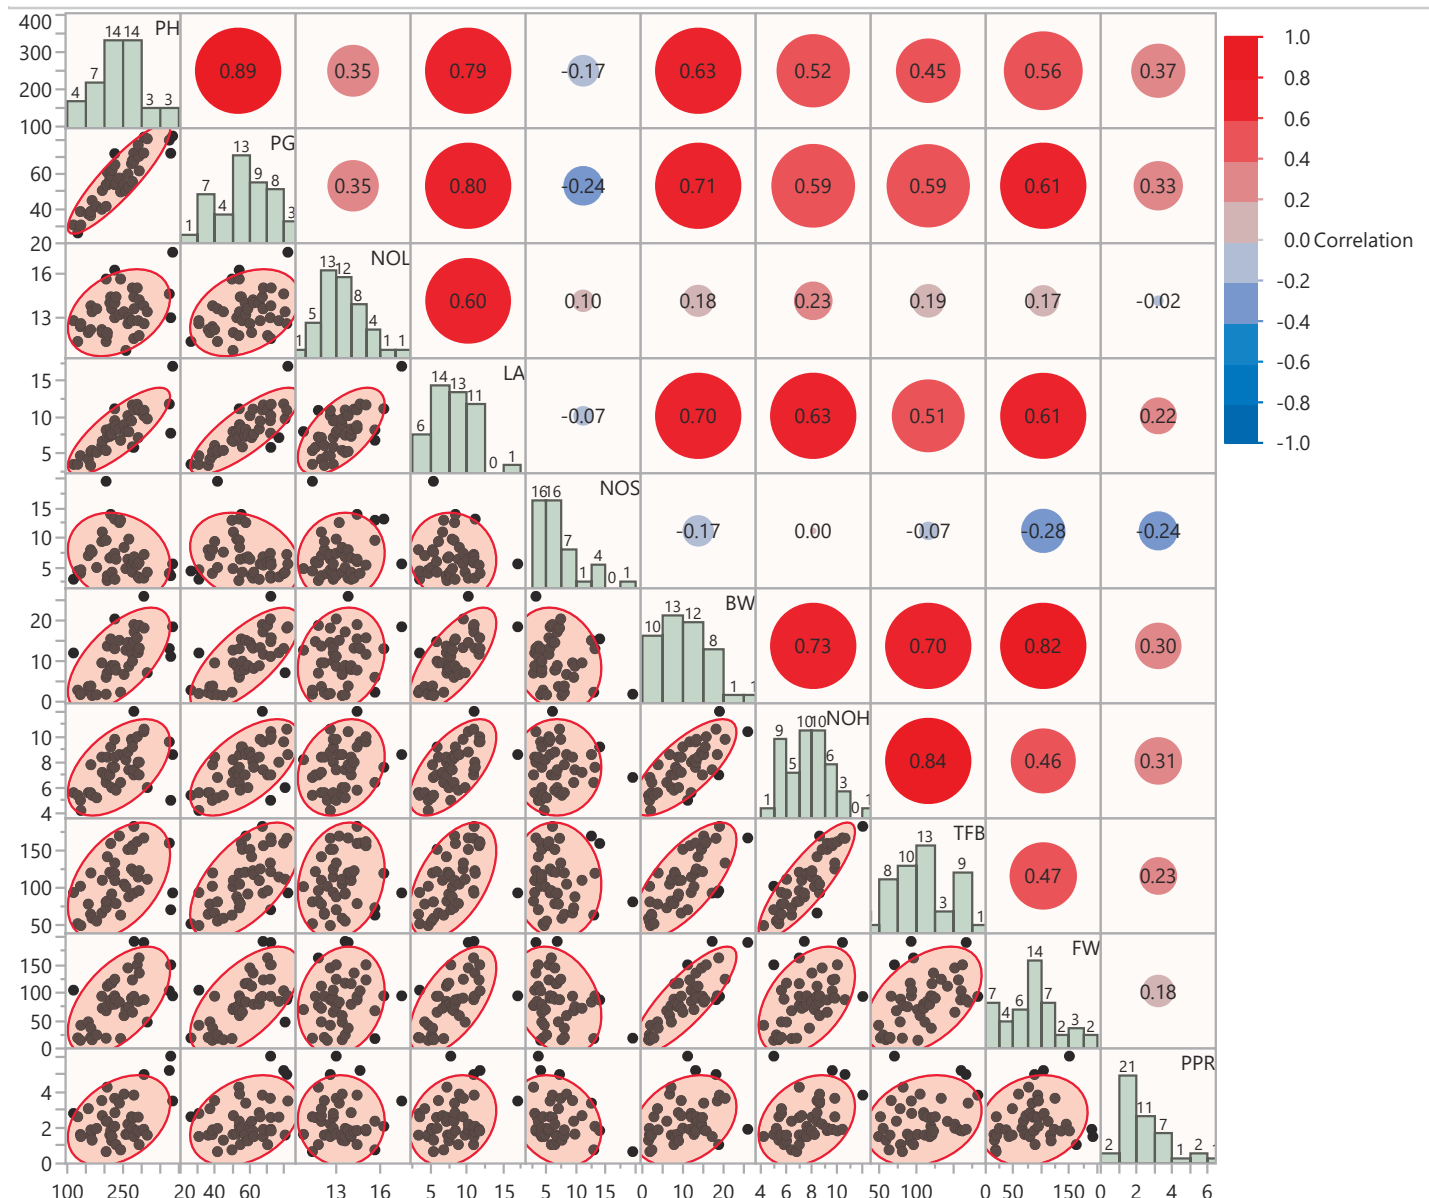 400 14 14 PH 1.0
300 7 0.89 0.35 0.79 -0.17 0.63 0.52 0.45 0.56 0.37 0.8
200 4 3 3 0.6
100
13 PG 0.4
60 7 9 8 0.35 0.80 -0.24 0.71 0.59 0.59 0.61 0.33 0.2
40 4 3
20 1 0.0 Correlation
16 13 12 NOL -0.2
8 0.60 0.10 0.18 0.23 0.19 0.17 -0.02 -0.4
13 5 4
1 1 1 -0.6
15 14 13 11 LA -0.8
10 6 -0.07 0.70 0.63 0.51 0.61 0.22 -1.0
5 0 1
15 16 16 NOS
10 7 -0.17 0.00 -0.07 -0.28 -0.24
5 1 4 0 1
20 10 13 12 BW
10 8 0.73 0.70 0.82 0.30
0 1 1
10 9 10 10 NOH
8 5 6 0.84 0.46 0.31
6 3
4 1 0 1
150 13 TFB
100 8 10 9 0.47 0.23
50 3 1
150 14 FW
100 7 6 7 0.18
50 4 2 3 2
0
4 21 PPR
2 11 7
0 2 1 2
100 250 20 40 60 13 16 5 10 15 5 10 15 0 10 20 4 6 8 10 50 100 0 50 150 0 2 4 6